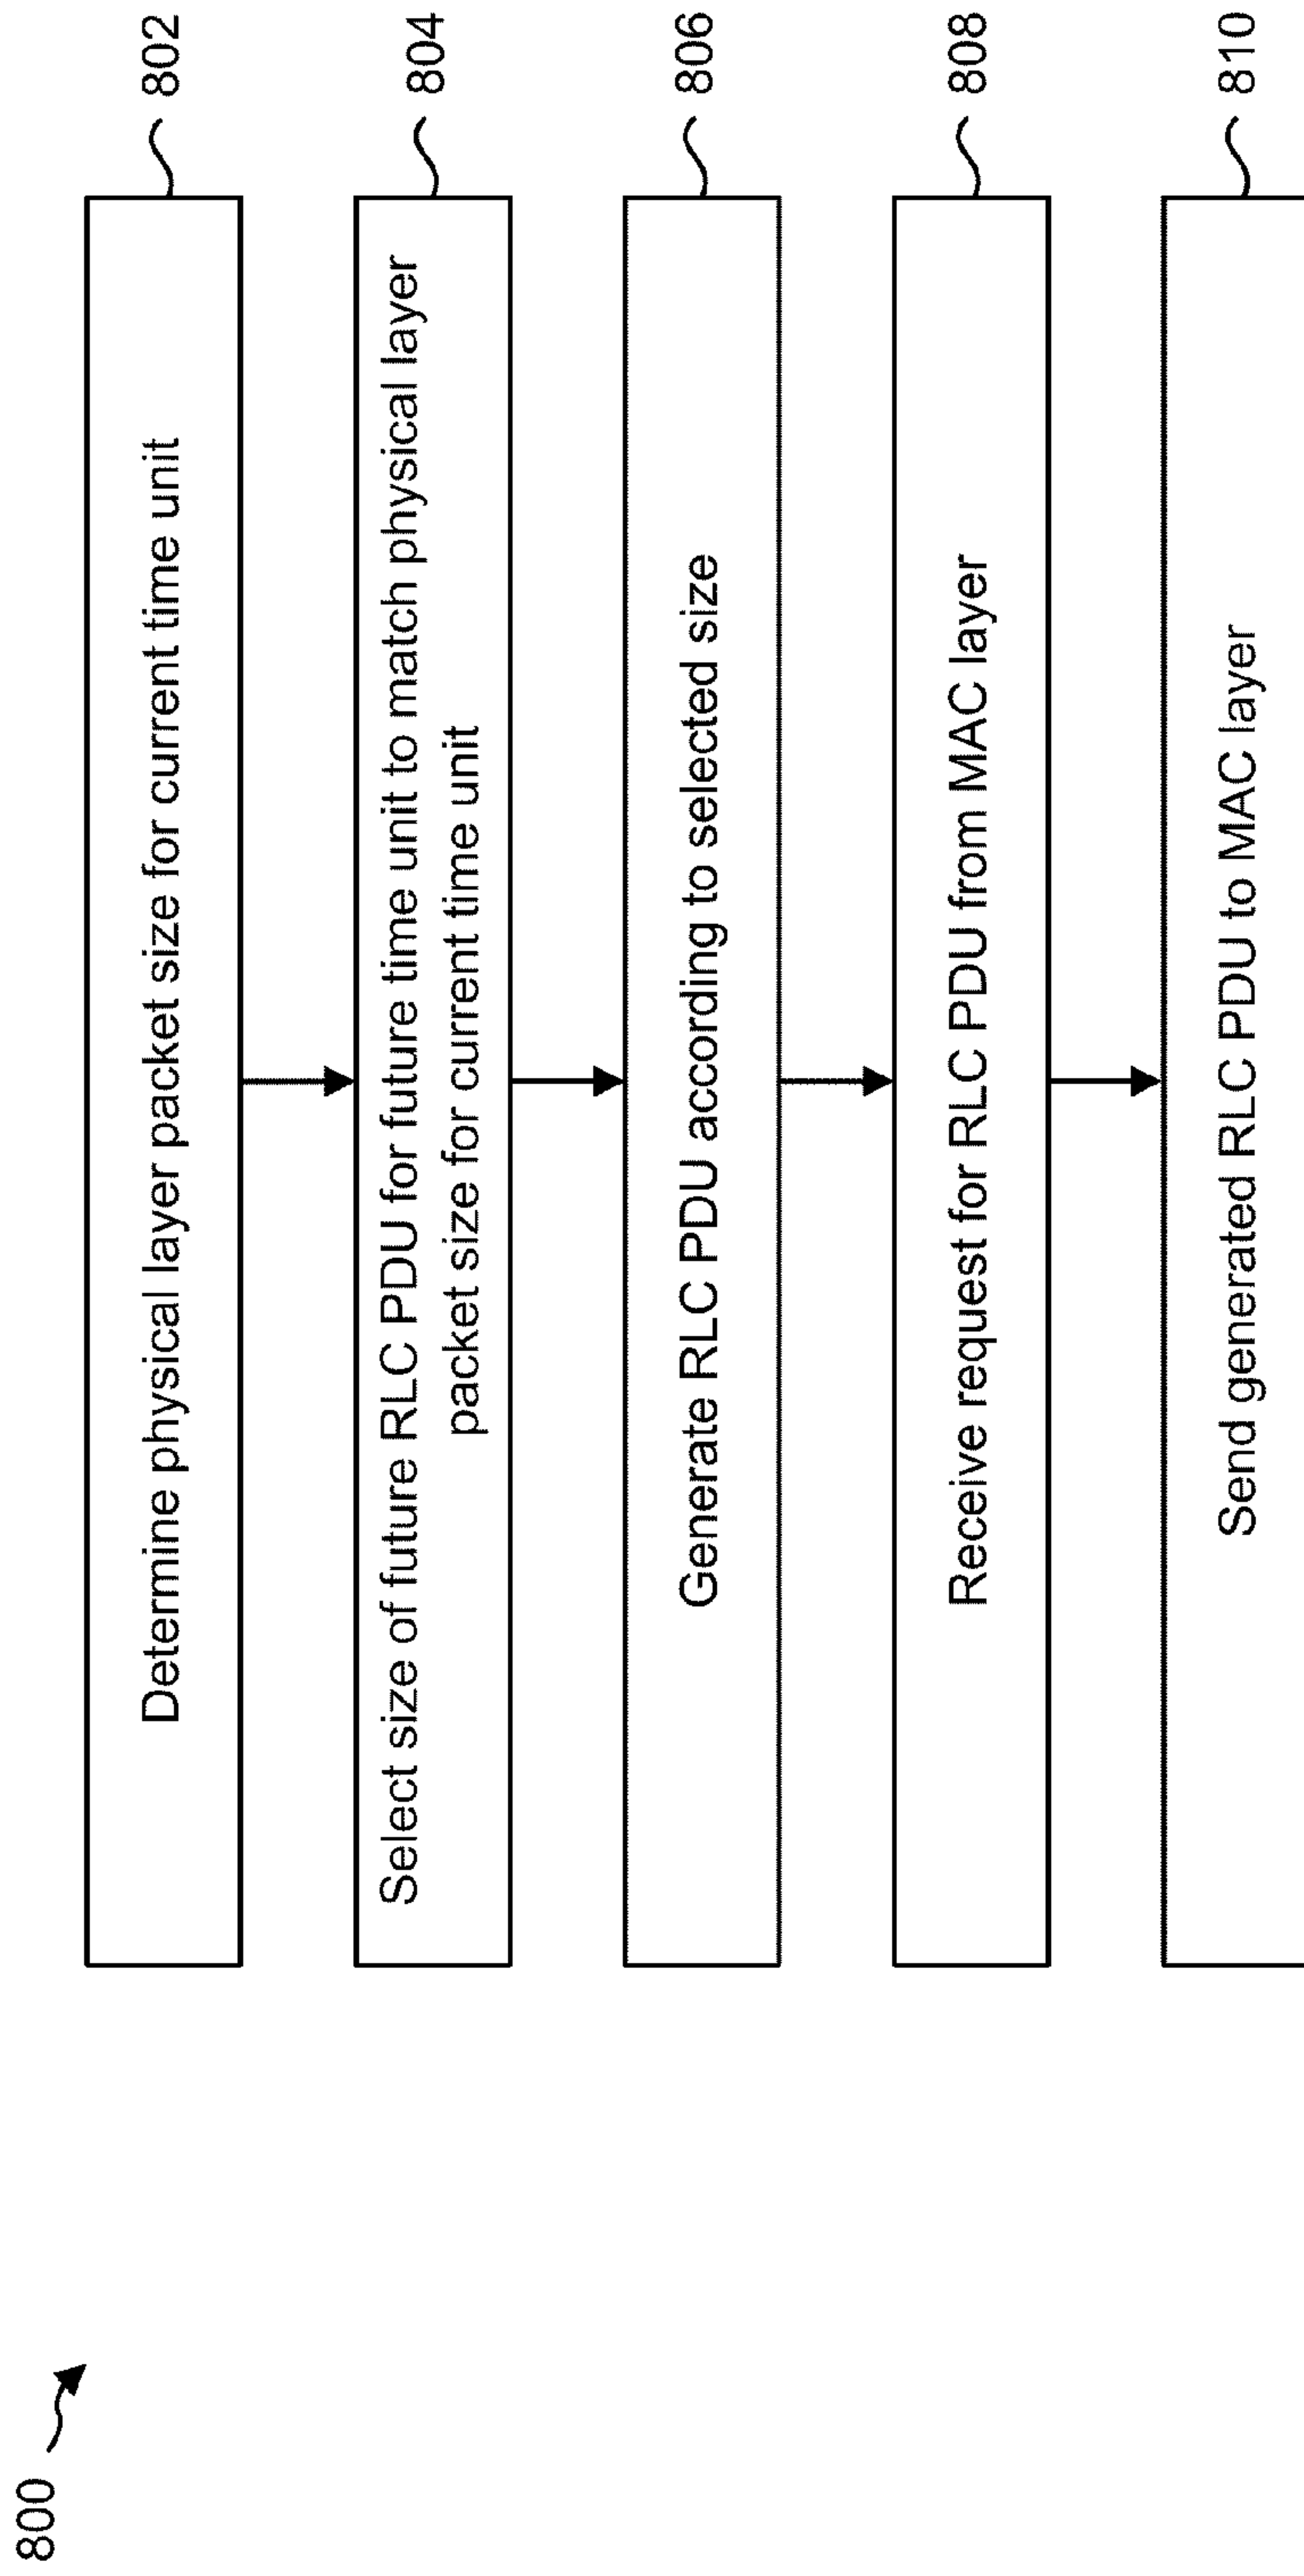 800
Determine physical layer packet size for current time unit
802
Select size of future RLC PDU for future time unit to match physical layer
packet size for current time unit
804
Generate RLC PDU according to selected size
806
Receive request for RLC PDU from MAC layer
808
Send generated RLC PDU to MAC layer
810